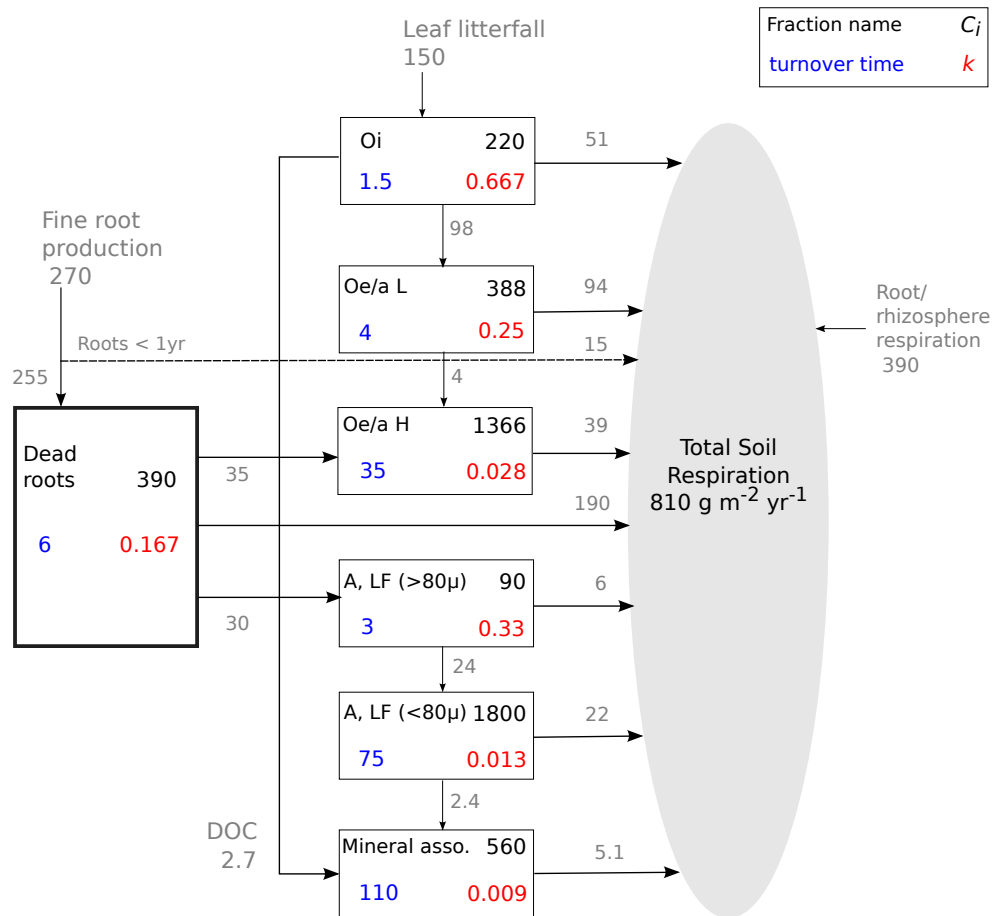 Leaf litterfall
150
Fraction name C_i
turnover time k
Oi 220
1.5 0.667
51
98
Fine root
production
270
Oe/a L 388
4 0.25
94
Root/
rhizosphere
respiration
390
Roots < 1yr
15
255
4
Dead
roots 390
6 0.167
35
Oe/a H 1366
35 0.028
39
Total Soil
Respiration
810 g m⁻² yr⁻¹
190
30
A, LF (>80µ) 90
3 0.33
6
24
A, LF (<80µ) 1800
75 0.013
22
2.4
DOC
2.7
Mineral asso. 560
110 0.009
5.1